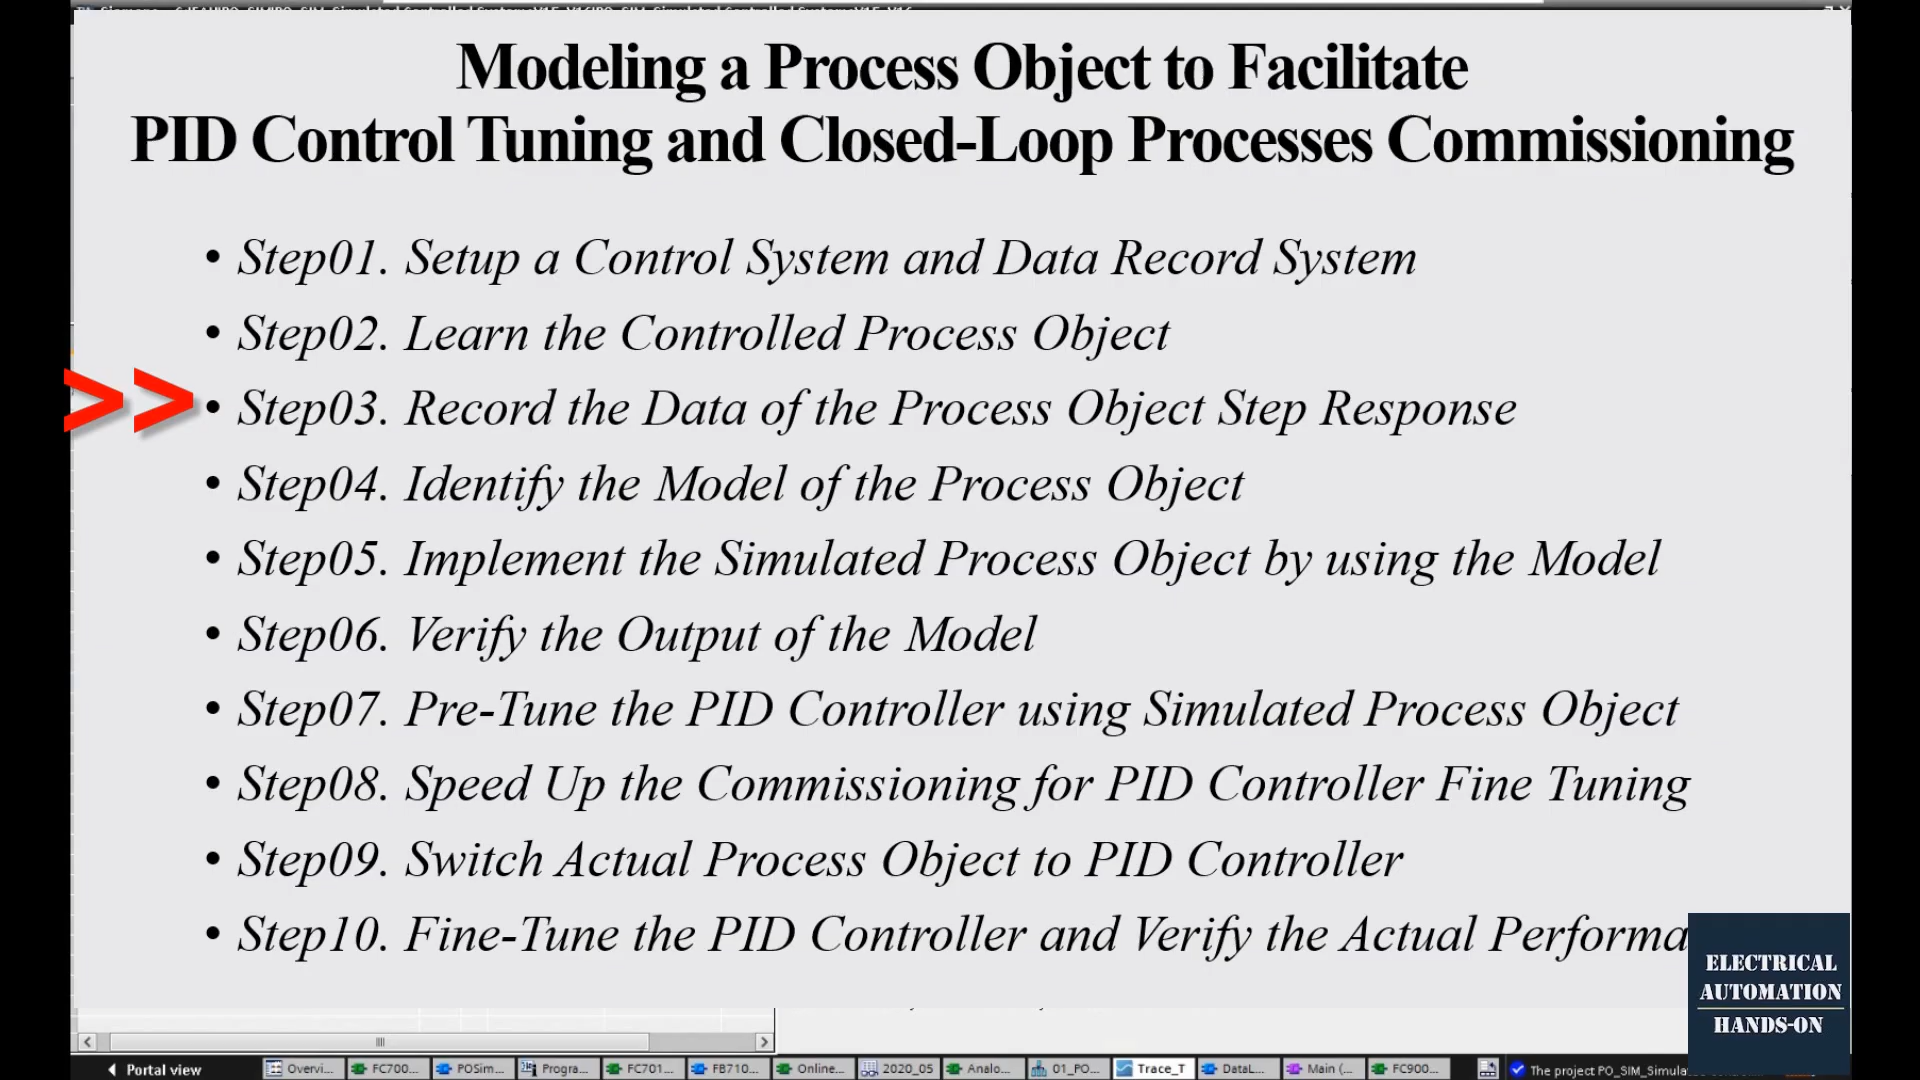 Modeling a Process Object to Facilitate
PID Control Tuning and Closed-Loop Processes Commissioning
>>
• Step01. Setup a Control System and Data Record System
• Step02. Learn the Controlled Process Object
• Step03. Record the Data of the Process Object Step Response
• Step04. Identify the Model of the Process Object
• Step05. Implement the Simulated Process Object by using the Model
• Step06. Verify the Output of the Model
• Step07. Pre-Tune the PID Controller using Simulated Process Object
• Step08. Speed Up the Commissioning for PID Controller Fine Tuning
• Step09. Switch Actual Process Object to PID Controller
• Step10. Fine-Tune the PID Controller and Verify the Actual Performa
ELECTRICAL
AUTOMATION
HANDS-ON
Portal view Overvi... FC700... POSim... Progra... FC701... FB710... Online... 2020_05 Analo... 01_PO... Trace_T DataL... Main (... FC900... The project PO_SIM_Simula